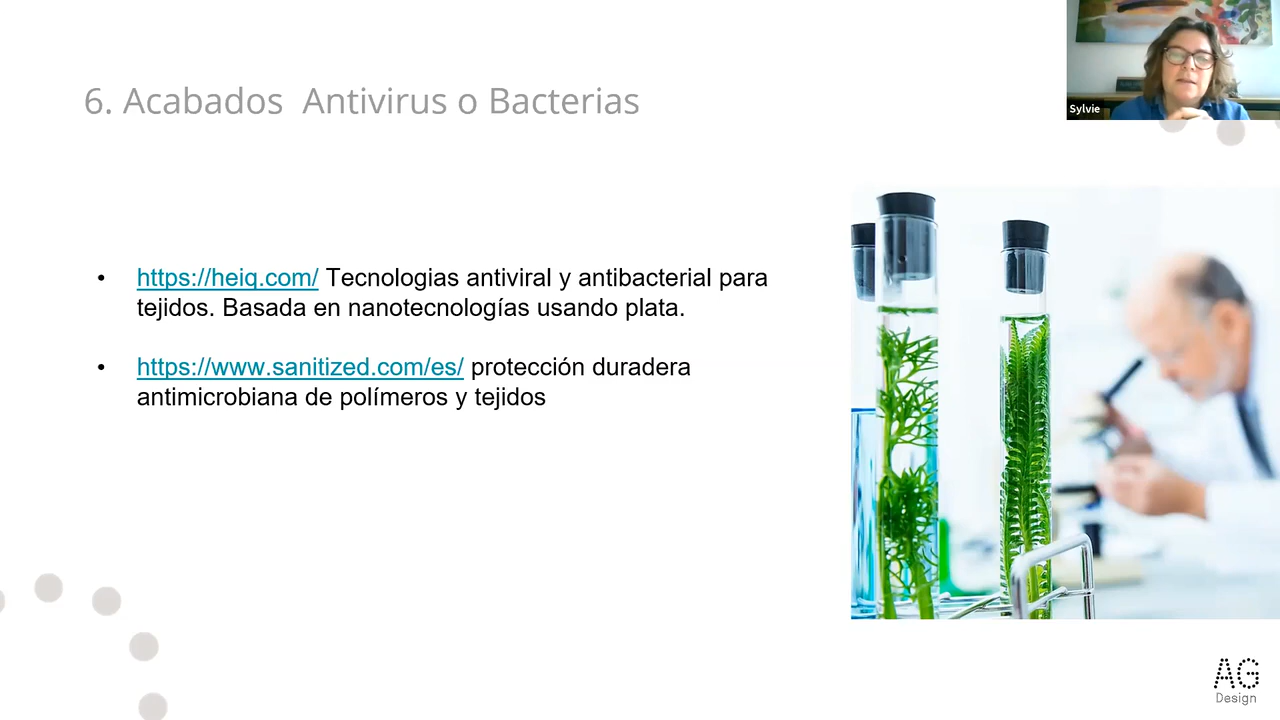 6. Acabados  Antivirus o Bacterias
Sylvie
• https://heiq.com/ Tecnologias antiviral y antibacterial para
tejidos. Basada en nanotecnologías usando plata.
• https://www.sanitized.com/es/ protección duradera
antimicrobiana de polímeros y tejidos
AG
Design